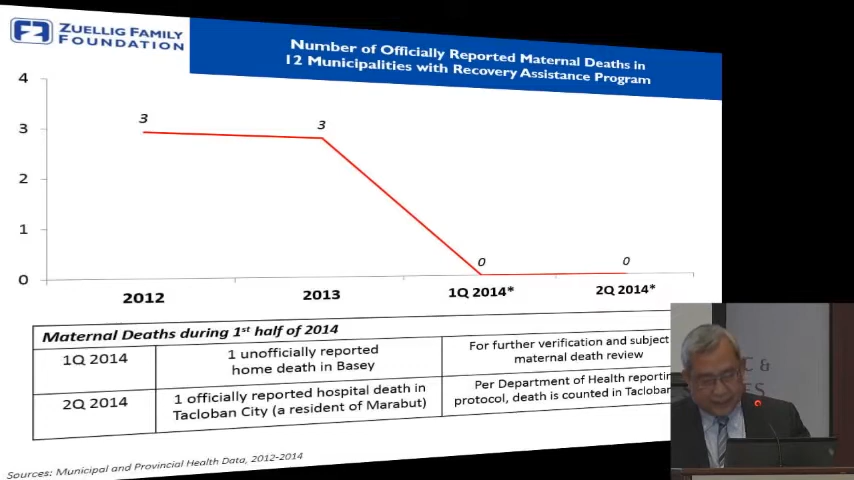 ZUELLIG FAMILY
FOUNDATION
Number of Officially Reported Maternal Deaths in
12 Municipalities with Recovery Assistance Program
4
3
2
1
0
3
3
0
0
2012
2013
1Q 2014*
2Q 2014*
Maternal Deaths during 1st half of 2014
1Q 2014
1 unofficially reported
home death in Basey
For further verification and subject
maternal death review
2Q 2014
1 officially reported hospital death in
Tacloban City (a resident of Marabut)
Per Department of Health reportin
protocol, death is counted in Tacloba
Sources: Municipal and Provincial Health Data, 2012-2014
C &
ES